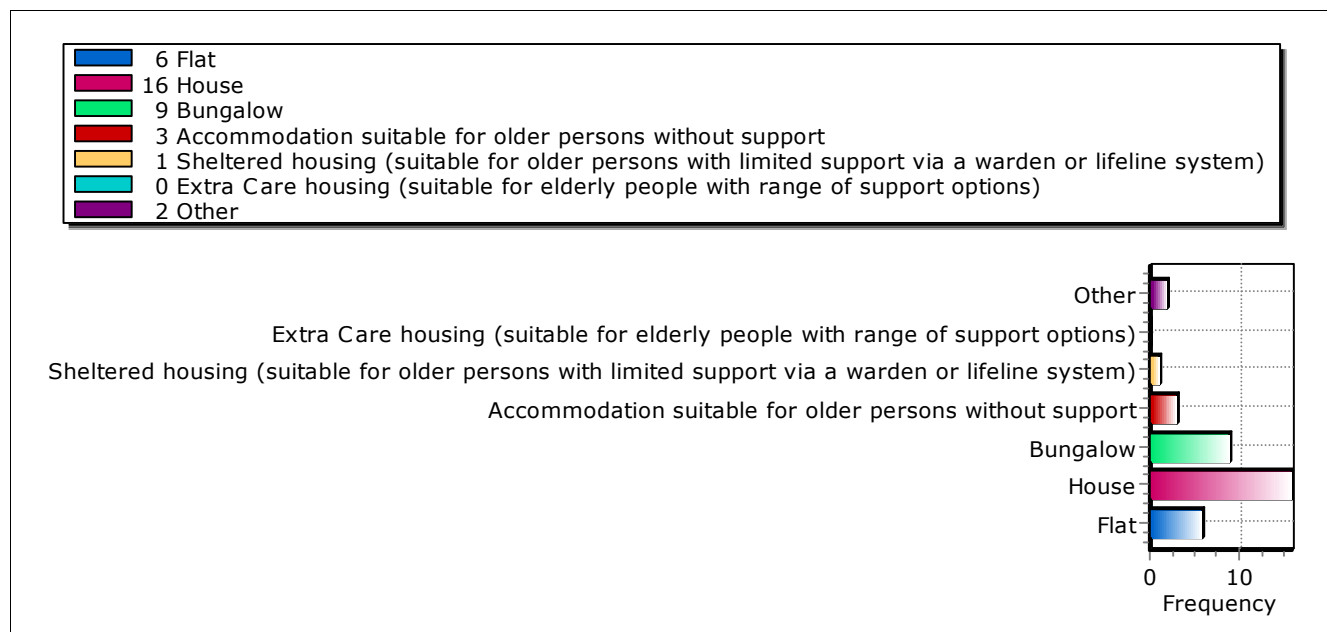 6 Flat
16 House
9 Bungalow
3 Accommodation suitable for older persons without support
1 Sheltered housing (suitable for older persons with limited support via a warden or lifeline system)
0 Extra Care housing (suitable for elderly people with range of support options)
2 Other
Other
Extra Care housing (suitable for elderly people with range of support options)
Sheltered housing (suitable for older persons with limited support via a warden or lifeline system)
Accommodation suitable for older persons without support
Bungalow
House
Flat
0 10
Frequency